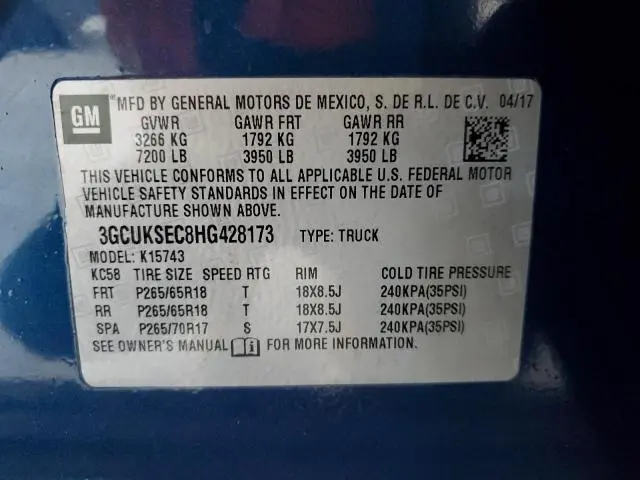 GM
MFD BY GENERAL MOTORS DE MEXICO, S. DE R.L. DE C.V. 04/17
GVWR GAWR FRT GAWR RR
3266 KG 1792 KG 1792 KG
7200 LB 3950 LB 3950 LB
THIS VEHICLE CONFORMS TO ALL APPLICABLE U.S. FEDERAL MOTOR
VEHICLE SAFETY STANDARDS IN EFFECT ON THE DATE OF
MANUFACTURE SHOWN ABOVE.
3GCUKSEC8HG428173 TYPE: TRUCK
MODEL: K15743
KC58 TIRE SIZE SPEED RTG RIM COLD TIRE PRESSURE
FRT P265/65R18 T 18X8.5J 240KPA(35PSI)
RR P265/65R18 T 18X8.5J 240KPA(35PSI)
SPA P265/70R17 S 17X7.5J 240KPA(35PSI)
SEE OWNER'S MANUAL FOR MORE INFORMATION.